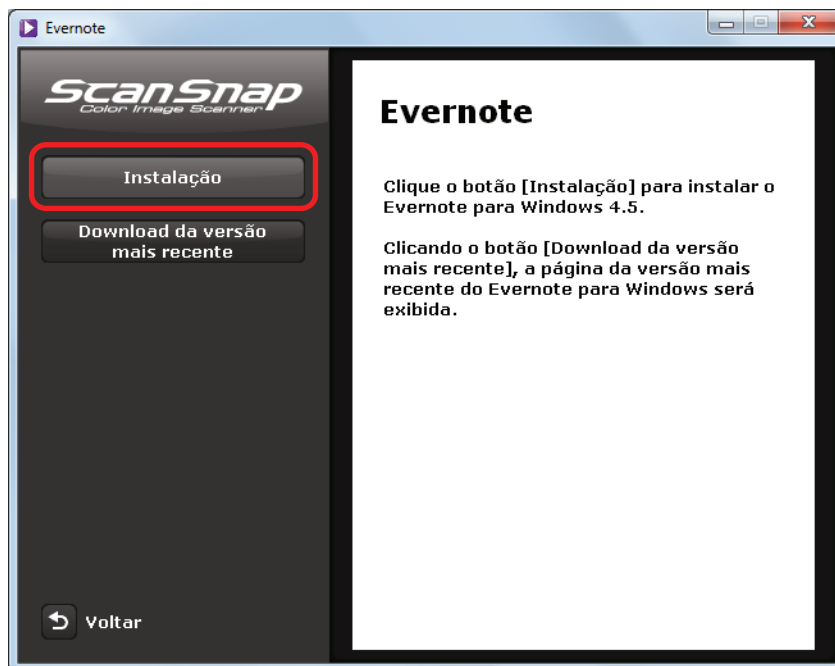 Evernote
ScanSnap
Color Image Scanner
Instalação
Download da versão
mais recente
Voltar
Evernote
Clique o botão [Instalação] para instalar o
Evernote para Windows 4.5.
Clicando o botão [Download da versão
mais recente], a página da versão mais
recente do Evernote para Windows será
exibida.